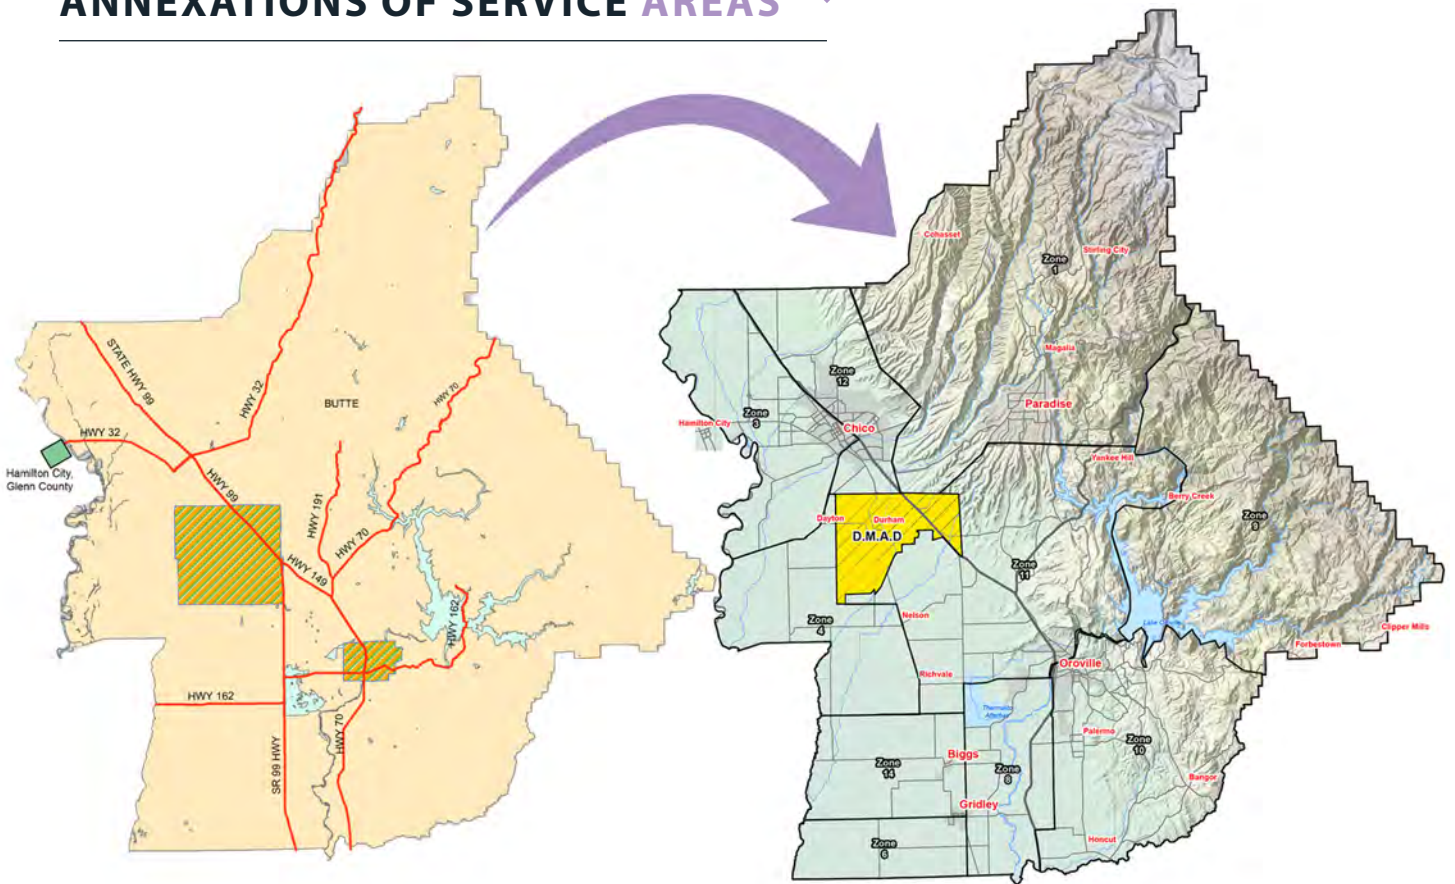 ANNEXATIONS OF SERVICE AREAS
STATE HWY 99
HWY 32
HWY 70
BUTTE
HWY 32
Hamilton City,
Glenn County
HWY 99
HWY 191
HWY 70
HWY 149
HWY 162
HWY 162
HWY 70
SR 99 HWY
Cohasset
Stirling City
Zone
1
Magalia
Zone
12
Paradise
Zone
3
Hamilton City
Chico
Yankee Hill
Berry Creek
Zone
9
Dayton
Durham
D.M.A.D
Zone
11
Nelson
Zone
4
Clipper Mills
Forbestown
Oroville
Richvale
Thermalito
Afterbay
Palermo
Zone
10
Biggs
Zone
14
Zone
8
Bangor
Gridley
Honcut
Zone
6